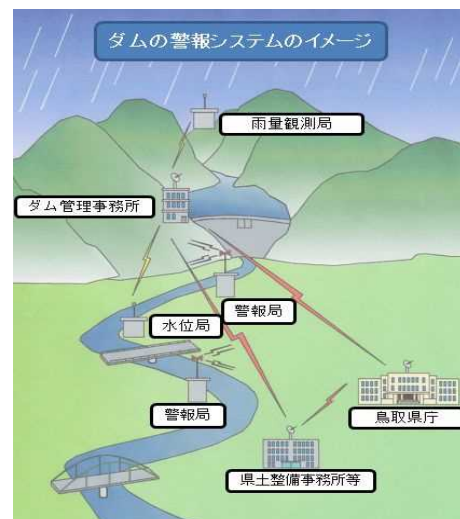 ダムの警報システムのイメージ
雨量観測局
ダム管理事務所
警報局
水位局
警報局
鳥取県庁
県土整備事務所等